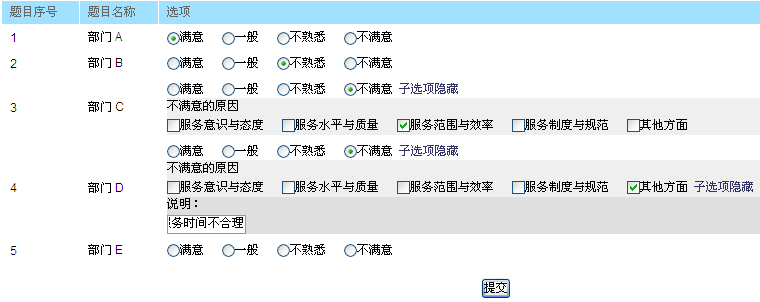 题目序号 题目名称 选项
1 部门 A 满意 一般 不熟悉 不满意
2 部门 B 满意 一般 不熟悉 不满意
满意 一般 不熟悉 不满意 子选项隐藏
3 部门 C 不满意的原因
服务意识与态度 服务水平与质量 服务范围与效率 服务制度与规范 其他方面
满意 一般 不熟悉 不满意 子选项隐藏
不满意的原因
4 部门 D 服务意识与态度 服务水平与质量 服务范围与效率 服务制度与规范 其他方面 子选项隐藏
说明：
务时间不合理
5 部门 E 满意 一般 不熟悉 不满意
提交